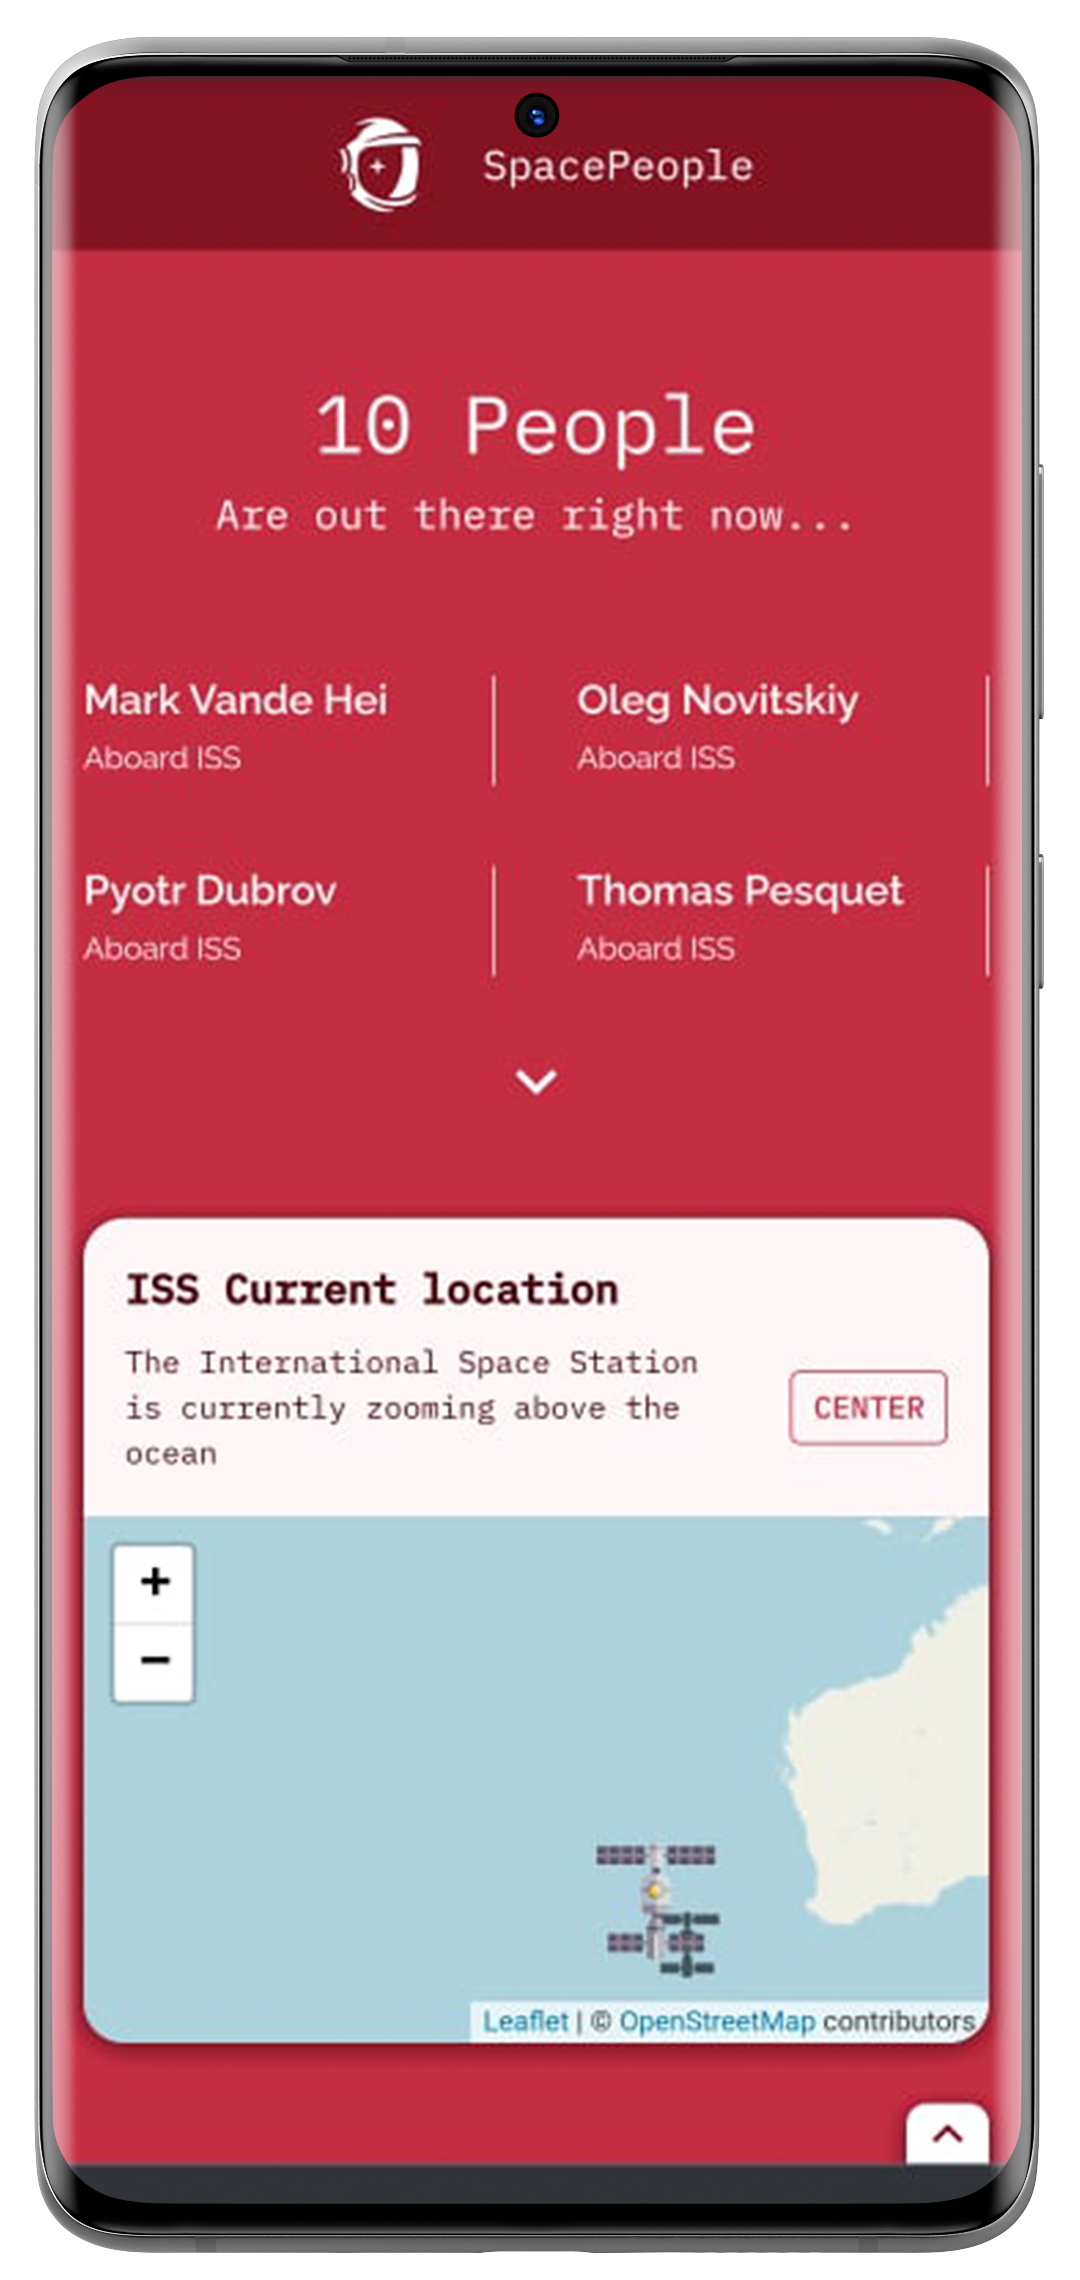 SpacePeople
10 People
Are out there right now...
Mark Vande Hei
Aboard ISS
Oleg Novitskiy
Aboard ISS
Pyotr Dubrov
Aboard ISS
Thomas Pesquet
Aboard ISS
ISS Current location
The International Space Station
is currently zooming above the
ocean
CENTER
+
−
Leaflet | © OpenStreetMap contributors